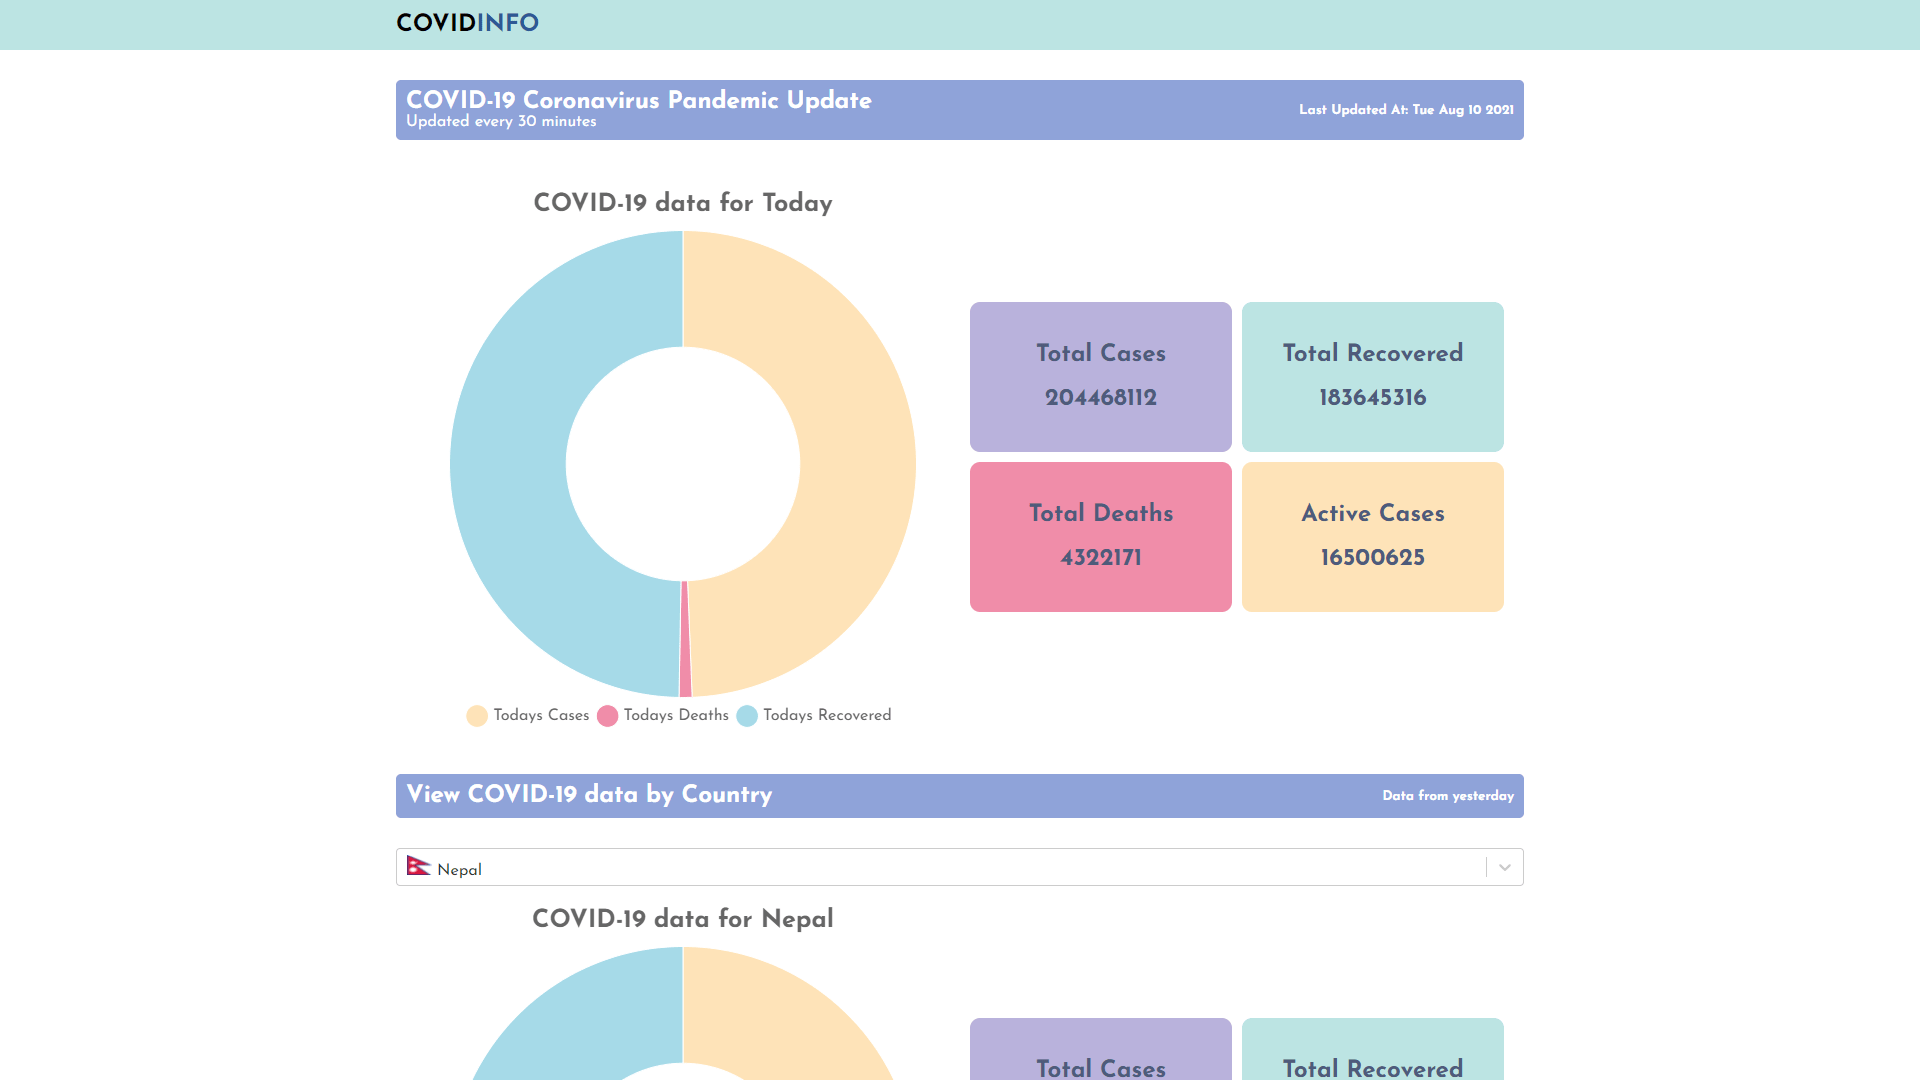 COVIDINFO
COVID-19 Coronavirus Pandemic Update
Updated every 30 minutes
Last Updated At: Tue Aug 10 2021
COVID-19 data for Today
Total Cases
204468112
Total Recovered
183645316
Total Deaths
4322171
Active Cases
16500625
Todays Cases
Todays Deaths
Todays Recovered
View COVID-19 data by Country
Data from yesterday
Nepal
COVID-19 data for Nepal
Total Cases
Total Recovered